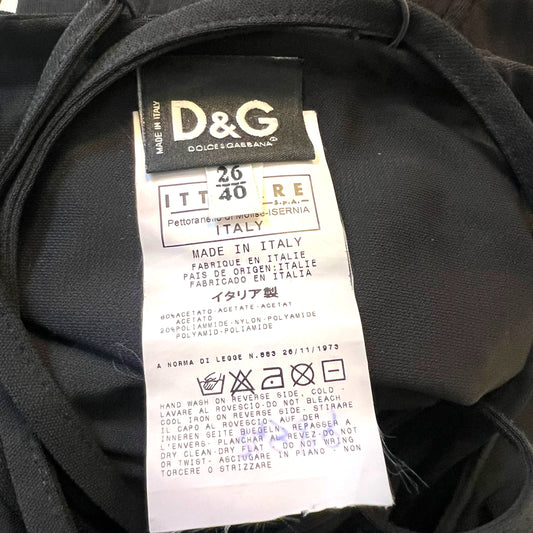 MADE IN ITALY
D&G
DOLCE&GABBANA
26
40
ITT RE
S.p.A.
Pettoranello di Molise-ISERNIA
ITALY
MADE IN ITALY
FABRIQUE EN ITALIE
PAIS DE ORIGEN:ITALIE
FABRICADO EN ITALIA
イタリア製
80%ACETATO-ACETATE-ACETAT
ACETATO
20%POLIAMMIDE-NYLON-POLYAMIDE
POLYAMID-POLIAMIDE
A NORMA DI LEGGE N.883 26/11/1973
HAND WASH ON REVERSE SIDE, COLD -
LAVARE AL ROVESCIO-DO NOT BLEACH
COOL IRON ON REVERSE SIDE- STIRARE
IL CAPO AL ROVESCIO- AUF DER
INNEREN SEITE BUEGELN- REPASSER A
L'ENVERS- PLANCHAR AL REVEZ-DO NOT
DRY CLEAN-DRY FLAT - DO NOT WRING
OR TWIST- ASCIUGARE IN PIANO - NON
TORCERE O STRIZZARE